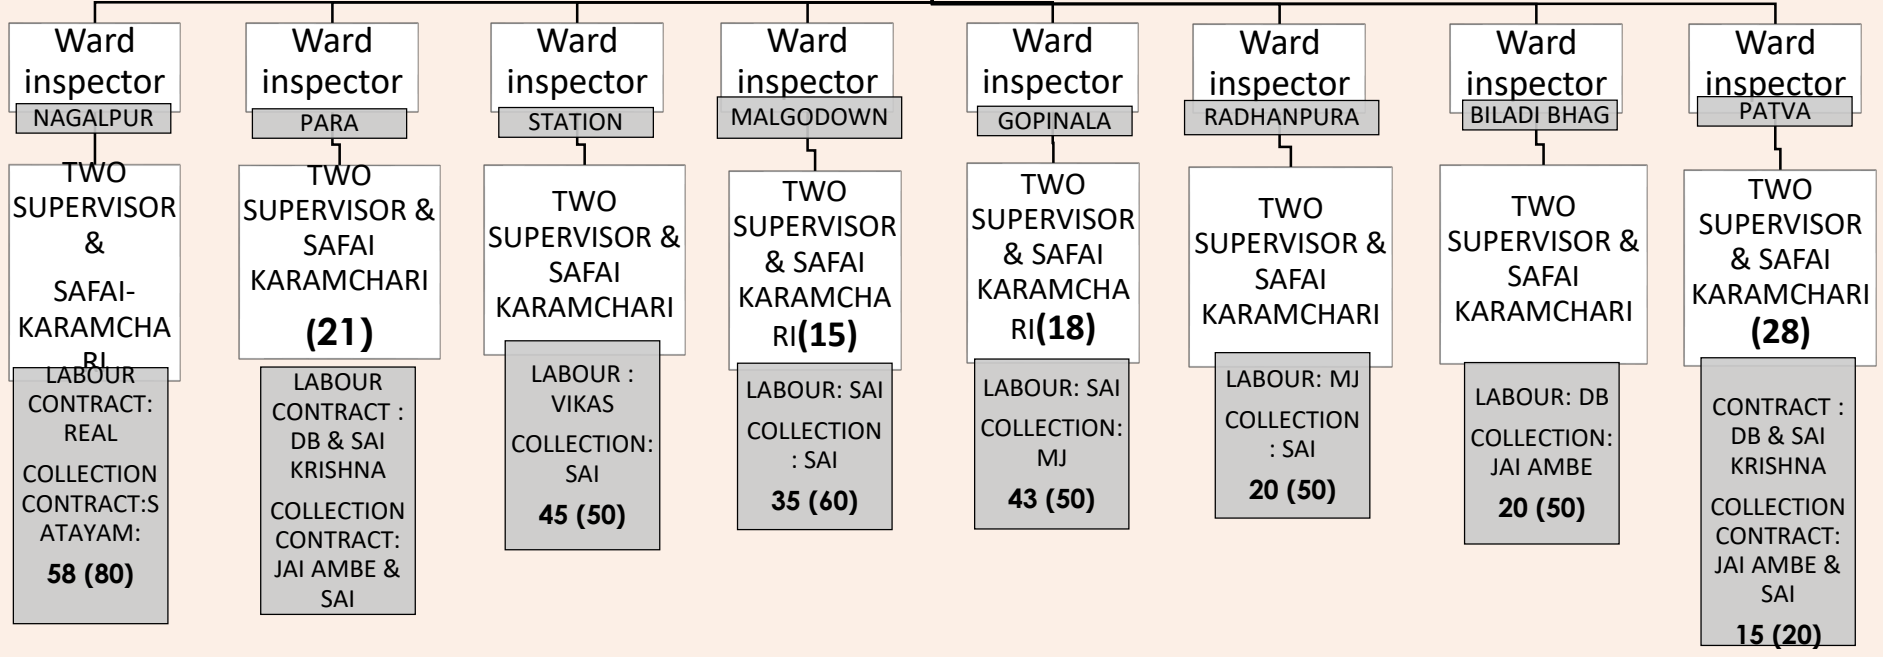 Ward
inspector
NAGALPUR
TWO
SUPERVISOR
&
SAFAI-
KARAMCHA
RI
LABOUR
CONTRACT:
REAL
COLLECTION
CONTRACT:S
ATAYAM:
58 (80)
Ward
inspector
PARA
TWO
SUPERVISOR &
SAFAI
KARAMCHARI
(21)
LABOUR
CONTRACT :
DB & SAI
KRISHNA
COLLECTION
CONTRACT:
JAI AMBE &
SAI
Ward
inspector
STATION
TWO
SUPERVISOR &
SAFAI
KARAMCHARI
LABOUR :
VIKAS
COLLECTION:
SAI
45 (50)
Ward
inspector
MALGODOWN
TWO
SUPERVISOR
& SAFAI
KARAMCHA
RI(15)
LABOUR: SAI
COLLECTION
: SAI
35 (60)
Ward
inspector
GOPINALA
TWO
SUPERVISOR
& SAFAI
KARAMCHA
RI(18)
LABOUR: SAI
COLLECTION:
MJ
43 (50)
Ward
inspector
RADHANPURA
TWO
SUPERVISOR &
SAFAI
KARAMCHARI
LABOUR: MJ
COLLECTION
: SAI
20 (50)
Ward
inspector
BILADI BHAG
TWO
SUPERVISOR &
SAFAI
KARAMCHARI
LABOUR: DB
COLLECTION:
JAI AMBE
20 (50)
Ward
inspector
PATVA
TWO
SUPERVISOR
& SAFAI
KARAMCHARI
(28)
CONTRACT :
DB & SAI
KRISHNA
COLLECTION
CONTRACT:
JAI AMBE &
SAI
15 (20)